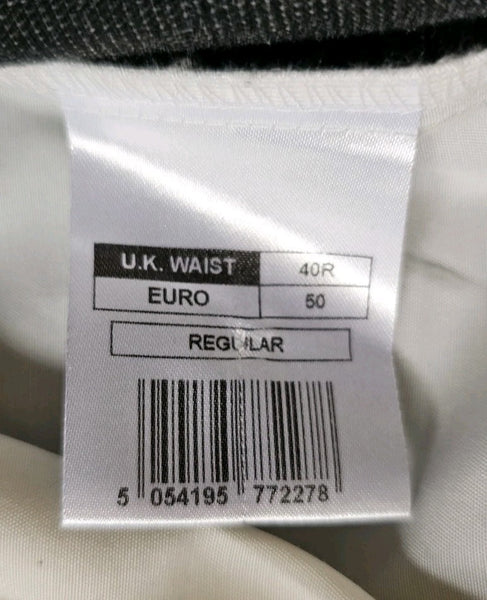 U.K. WAIST 40R
EURO 50
REGULAR
5 054195 772278